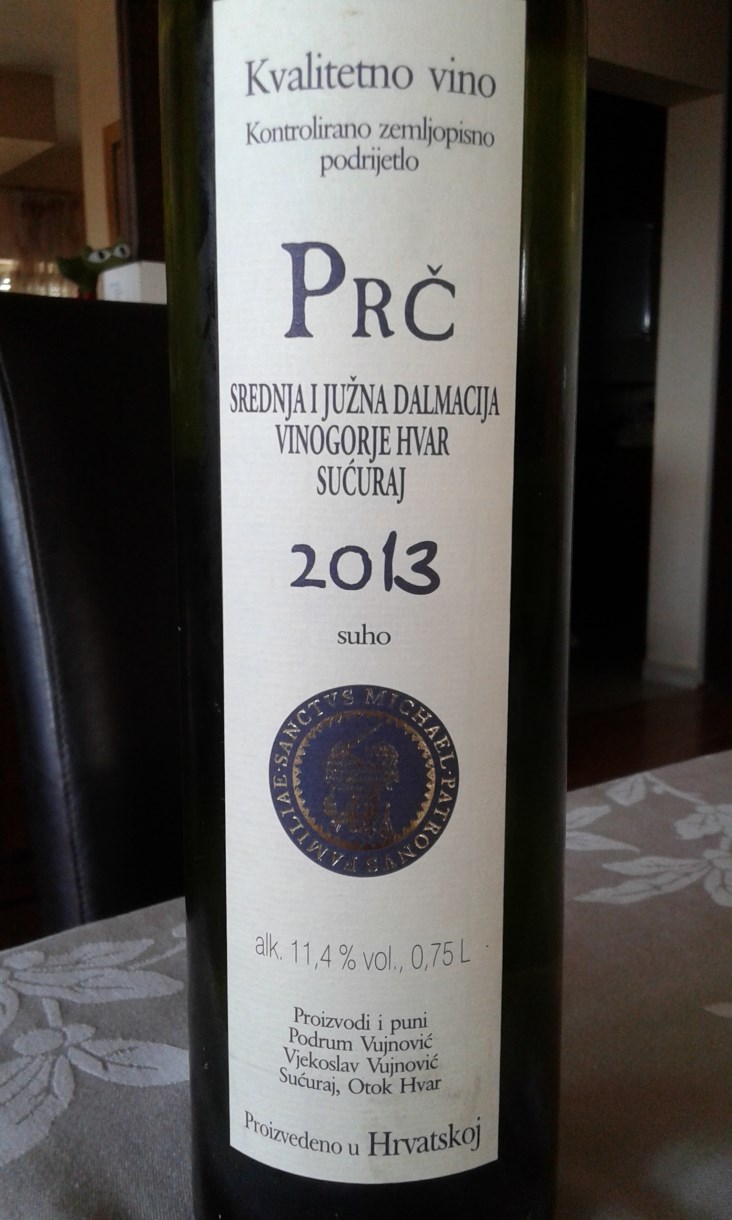 Kvalitetno vino
Kontrolirano zemljopisno
podrijetlo
PRČ
SREDNJA I JUŽNA DALMACIJA
VINOGORJE HVAR
SUĆURAJ
2013
suho
SANCTVS MICHAEL · PATRONVS FAMILIAE ·
alk. 11,4 % vol., 0,75 L
Proizvodi i puni
Podrum Vujnović
Vjekoslav Vujnović
Sućuraj, Otok Hvar
Proizvedeno u Hrvatskoj